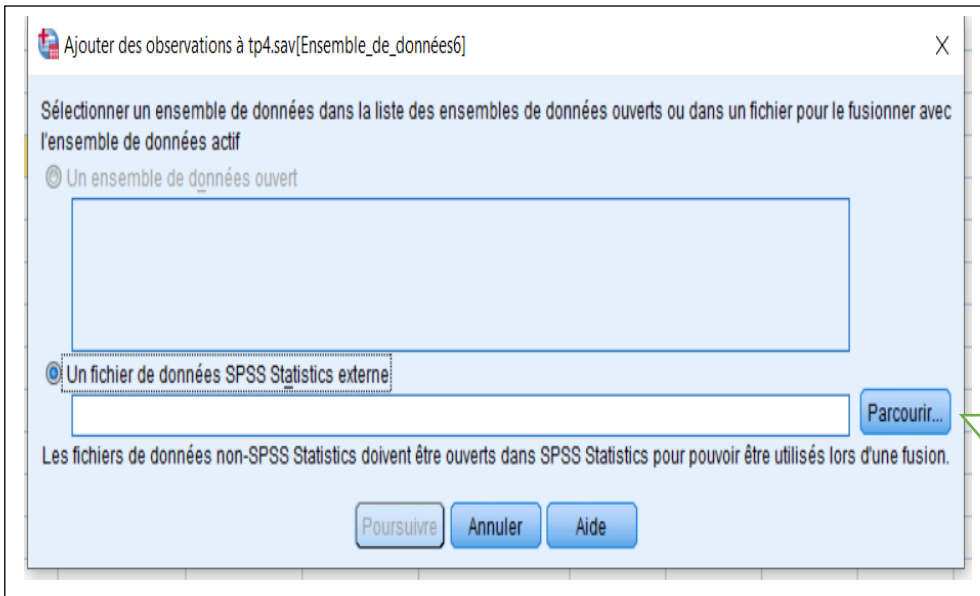 Ajouter des observations à tp4.sav[Ensemble_de_données6]
Sélectionner un ensemble de données dans la liste des ensembles de données ouverts ou dans un fichier pour le fusionner avec
l'ensemble de données actif
Un ensemble de données ouvert
Un fichier de données SPSS Statistics externe
Parcourir...
Les fichiers de données non-SPSS Statistics doivent être ouverts dans SPSS Statistics pour pouvoir être utilisés lors d'une fusion.
Poursuivre Annuler Aide